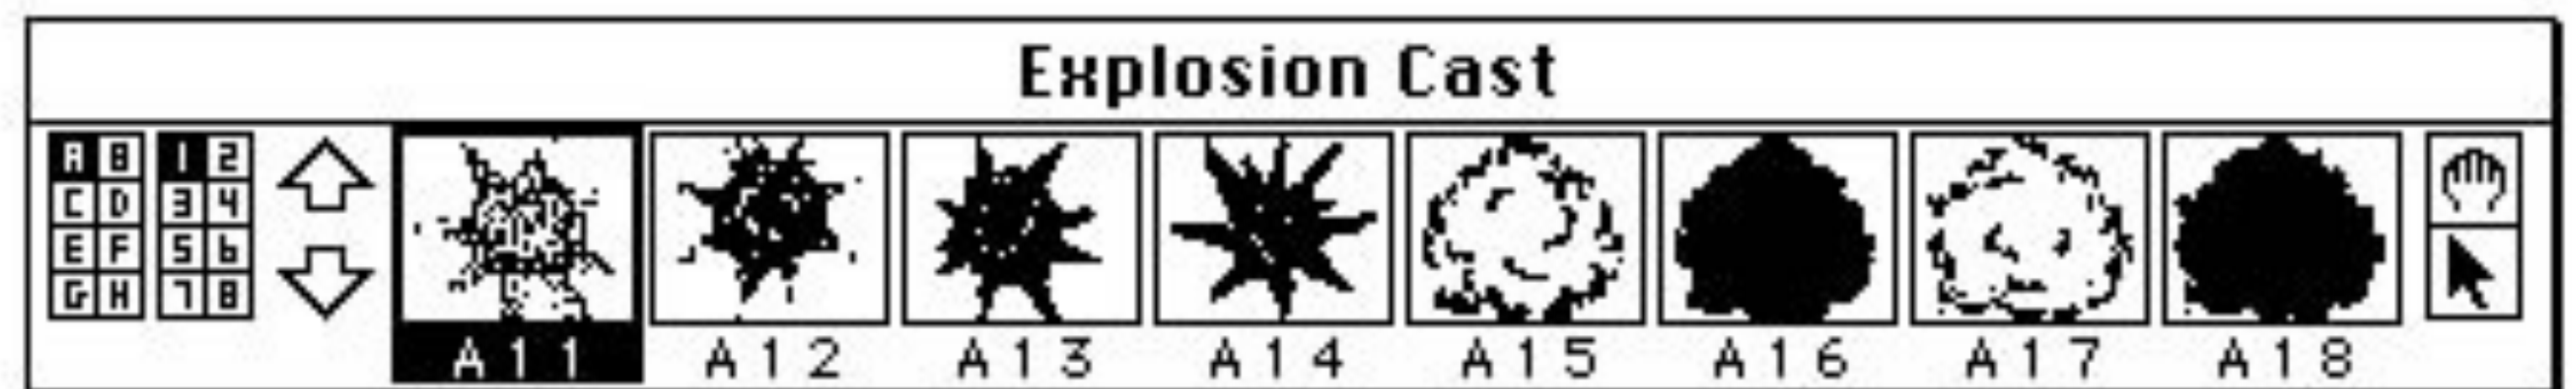 Explosion Cast
A B 1 2
C D 3 4
E F 5 6
G H 7 8
A11 A12 A13 A14 A15 A16 A17 A18